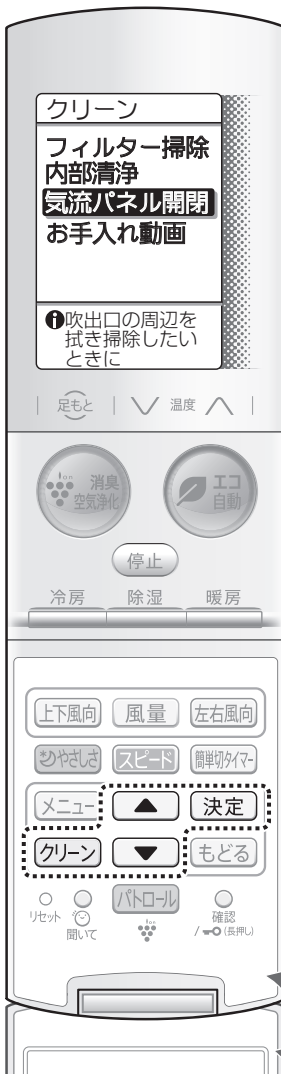 クリーン
フィルター掃除
内部清浄
気流パネル開閉
お手入れ動画
❶吹出口の周辺を
拭き掃除したい
ときに
足もと ∨ 温度 ∧
ion
消臭 エコ
空気浄化 自動
停止
冷房 除湿 暖房
上下風向 風量 左右風向
やさしさ スピード 簡単切タイマー
メニュー ▲ 決定
クリーン ▼ もどる
パトロール
リセット 確認
聞いて ion / (長押し)